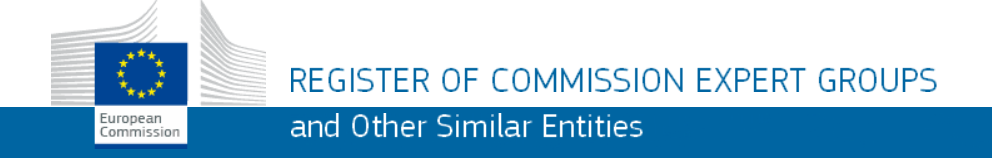 REGISTER OF COMMISSION EXPERT GROUPS
and Other Similar Entities
European
Commission